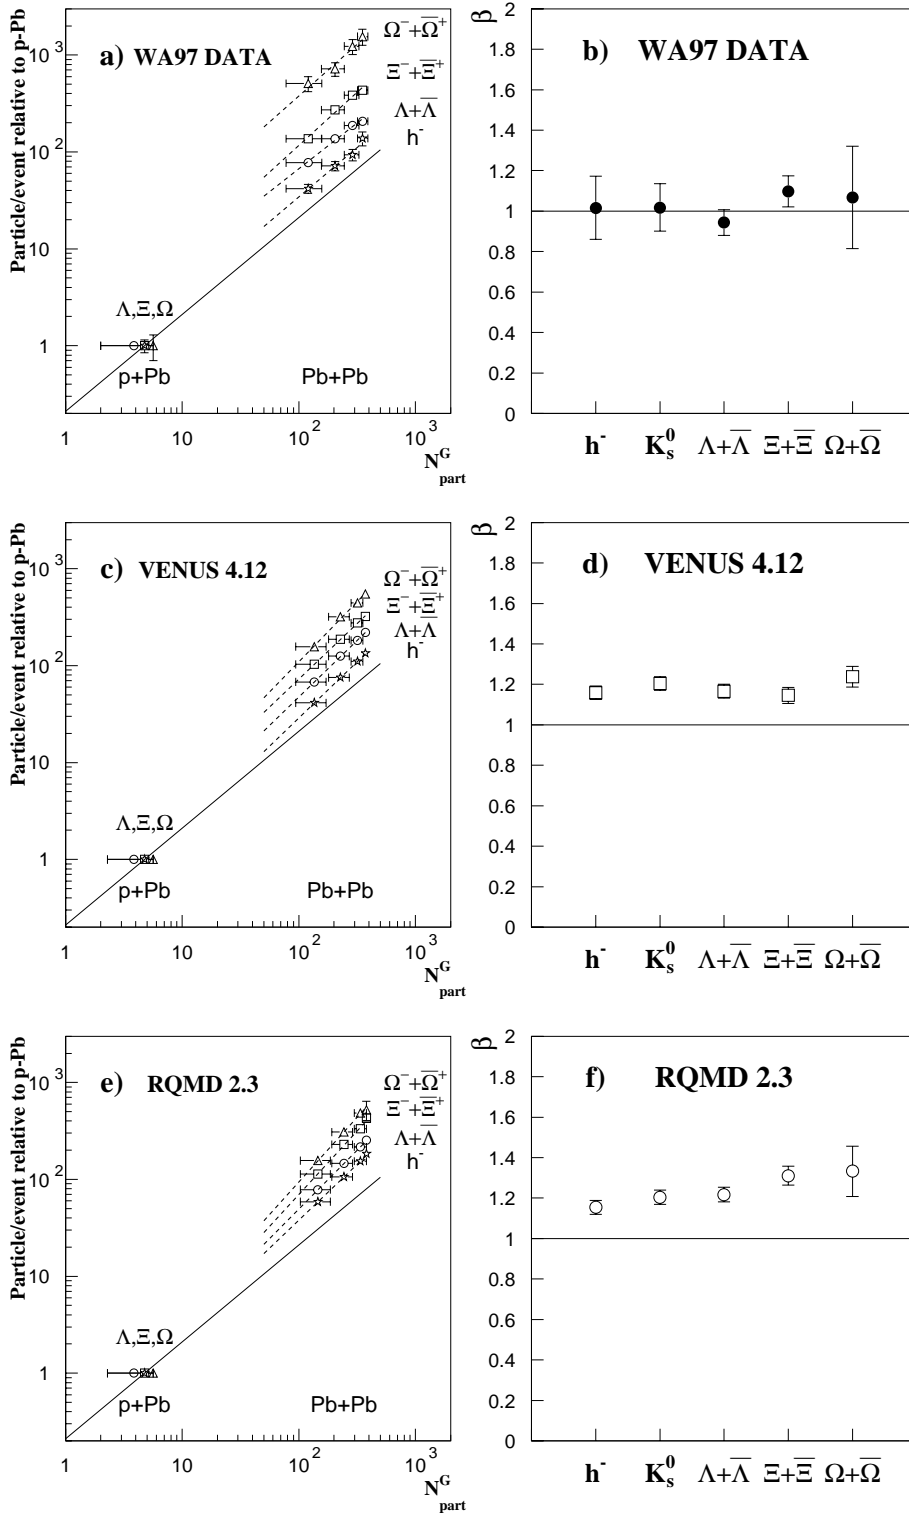 Particle/event relative to p-Pb
a) WA97 DATA
Ω⁻+Ω̅⁺
Ξ⁻+Ξ̅⁺
Λ+Λ̅
h⁻
Λ,Ξ,Ω
p+Pb
Pb+Pb
10³
10²
10
1
1
10
10²
10³
N^G_part
β
b) WA97 DATA
2
1.8
1.6
1.4
1.2
1
0.8
0.6
0.4
0.2
0
h⁻ K⁰_s Λ+Λ̅ Ξ+Ξ̅ Ω+Ω̅
Particle/event relative to p-Pb
c) VENUS 4.12
Ω⁻+Ω̅⁺
Ξ⁻+Ξ̅⁺
Λ+Λ̅
h⁻
Λ,Ξ,Ω
p+Pb
Pb+Pb
10³
10²
10
1
1
10
10²
10³
N^G_part
β
d) VENUS 4.12
2
1.8
1.6
1.4
1.2
1
0.8
0.6
0.4
0.2
0
h⁻ K⁰_s Λ+Λ̅ Ξ+Ξ̅ Ω+Ω̅
Particle/event relative to p-Pb
e) RQMD 2.3
Ω⁻+Ω̅⁺
Ξ⁻+Ξ̅⁺
Λ+Λ̅
h⁻
Λ,Ξ,Ω
p+Pb
Pb+Pb
10³
10²
10
1
1
10
10²
10³
N^G_part
β
f) RQMD 2.3
2
1.8
1.6
1.4
1.2
1
0.8
0.6
0.4
0.2
0
h⁻ K⁰_s Λ+Λ̅ Ξ+Ξ̅ Ω+Ω̅